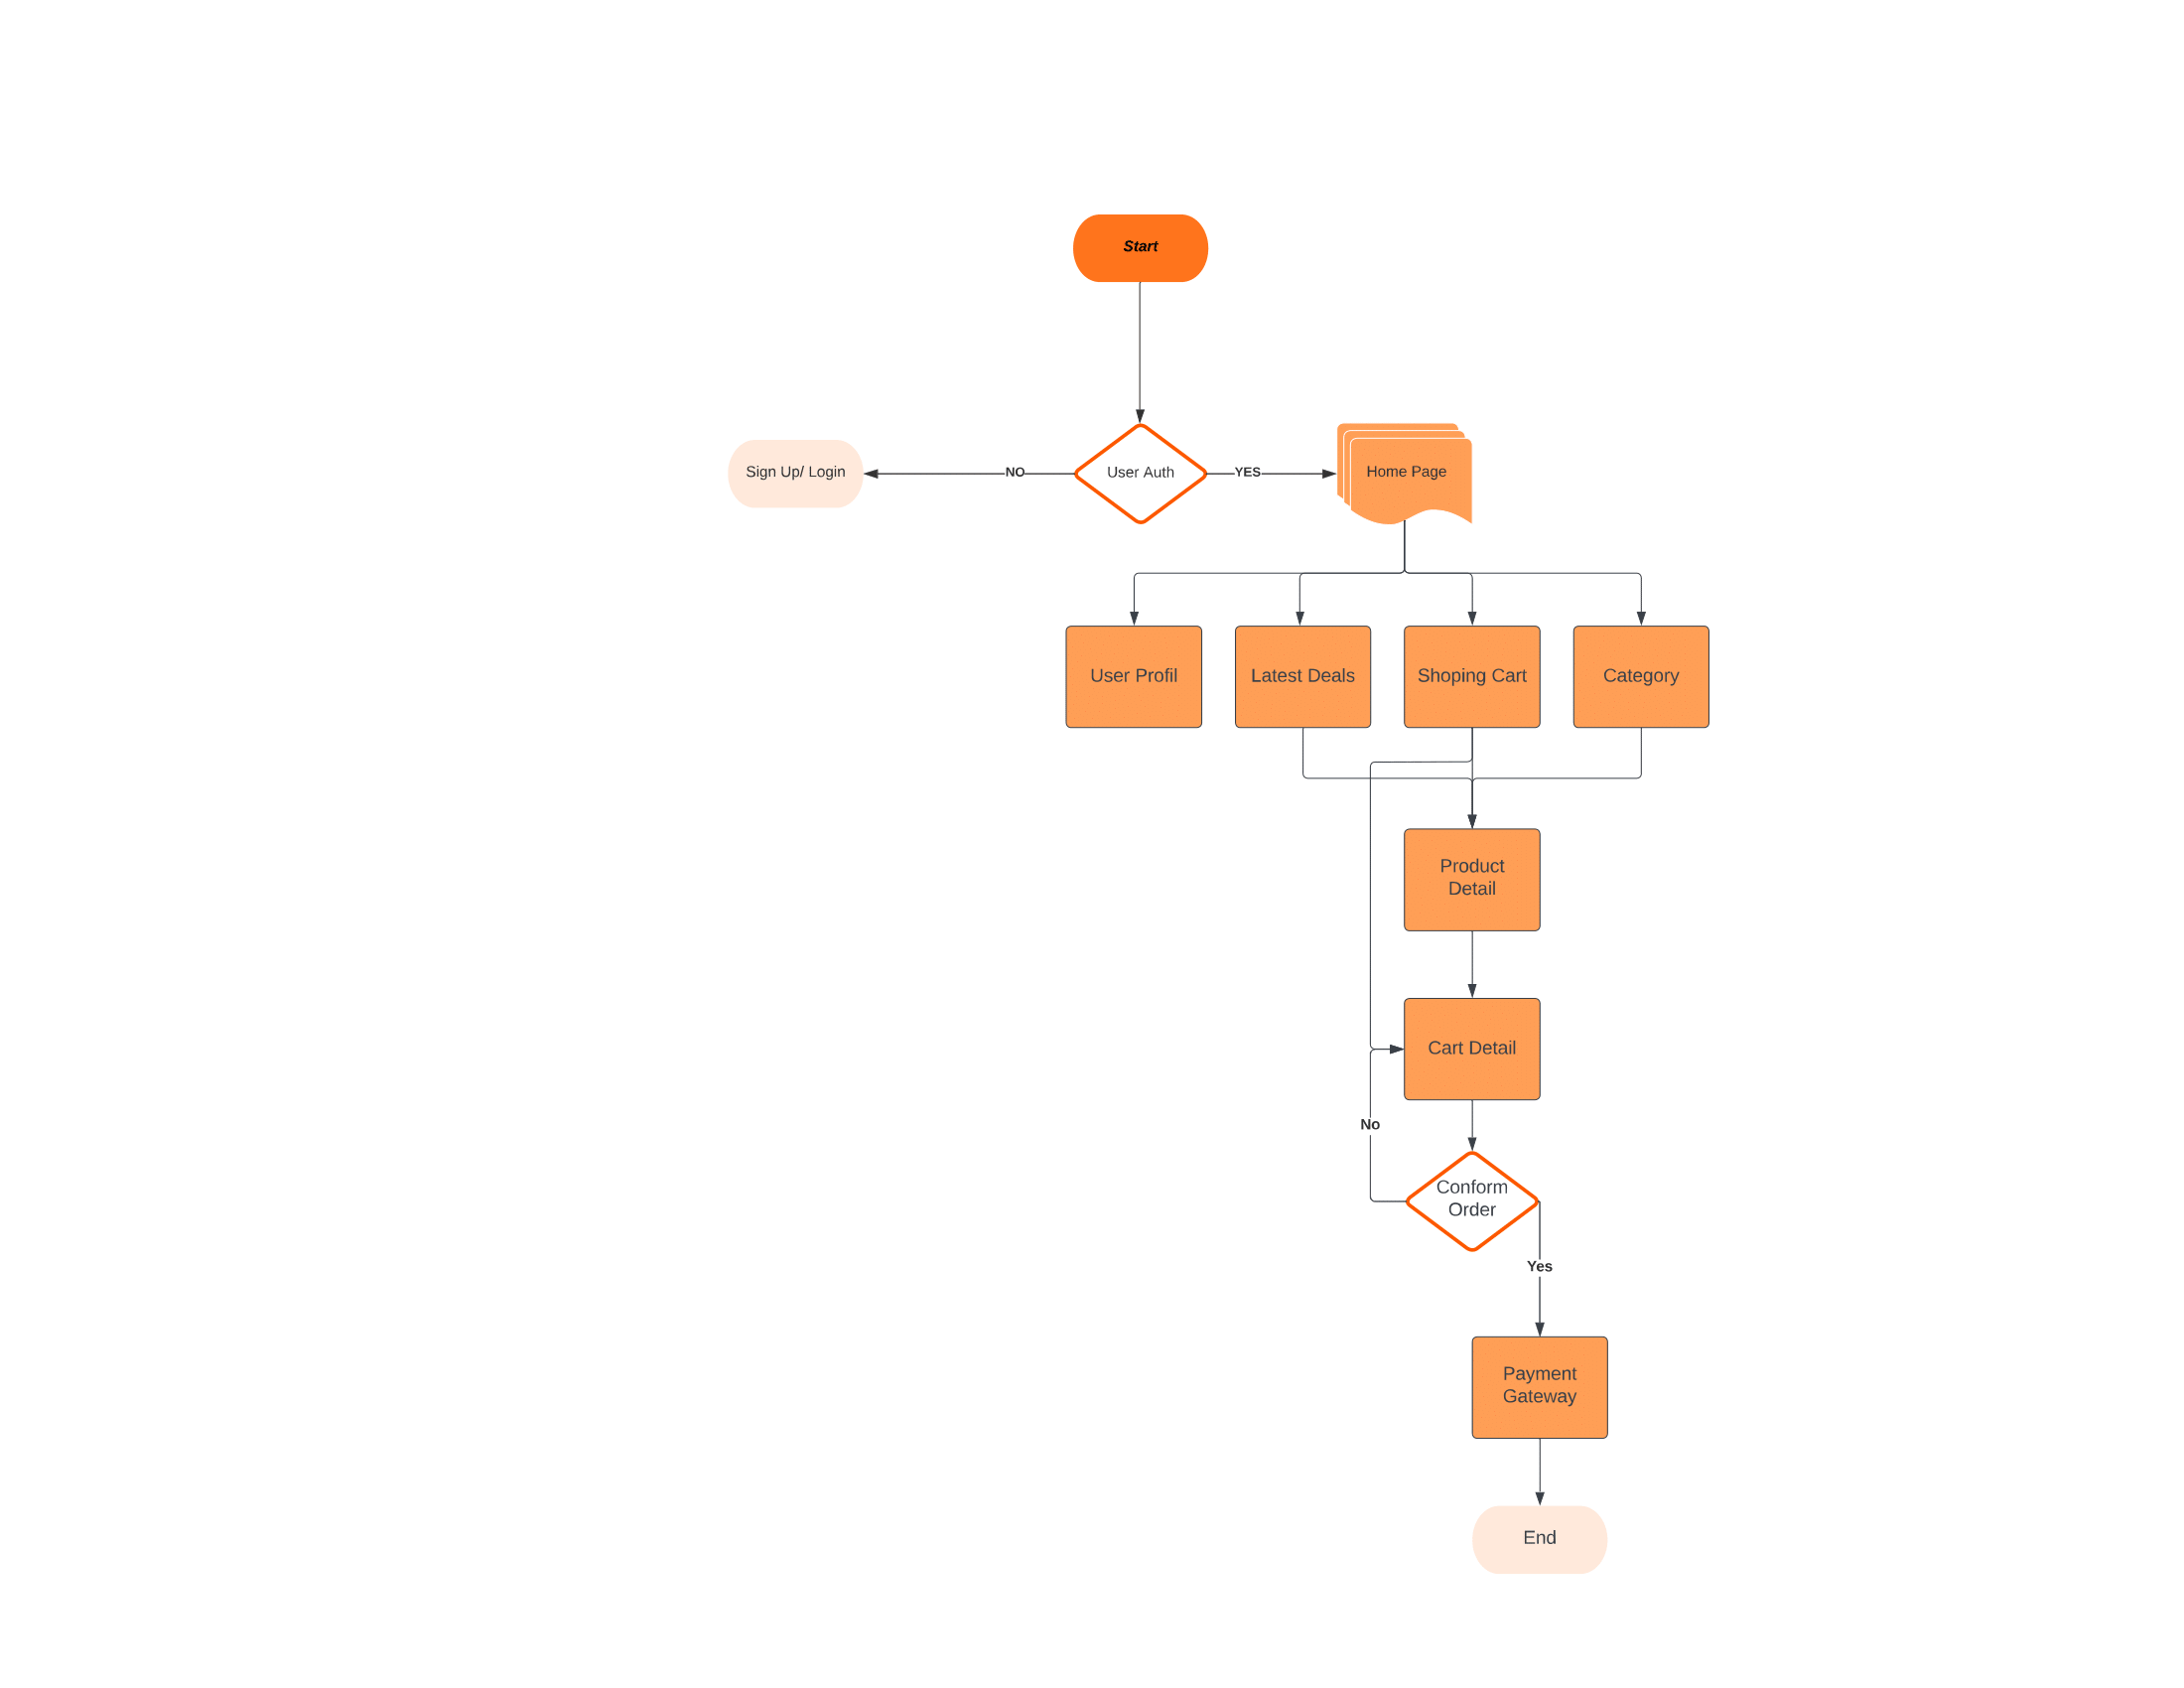 Start
Sign Up/ Login
NO
User Auth
YES
Home Page
User Profil
Latest Deals
Shoping Cart
Category
Product
Detail
Cart Detail
No
Conform
Order
Yes
Payment
Gateway
End